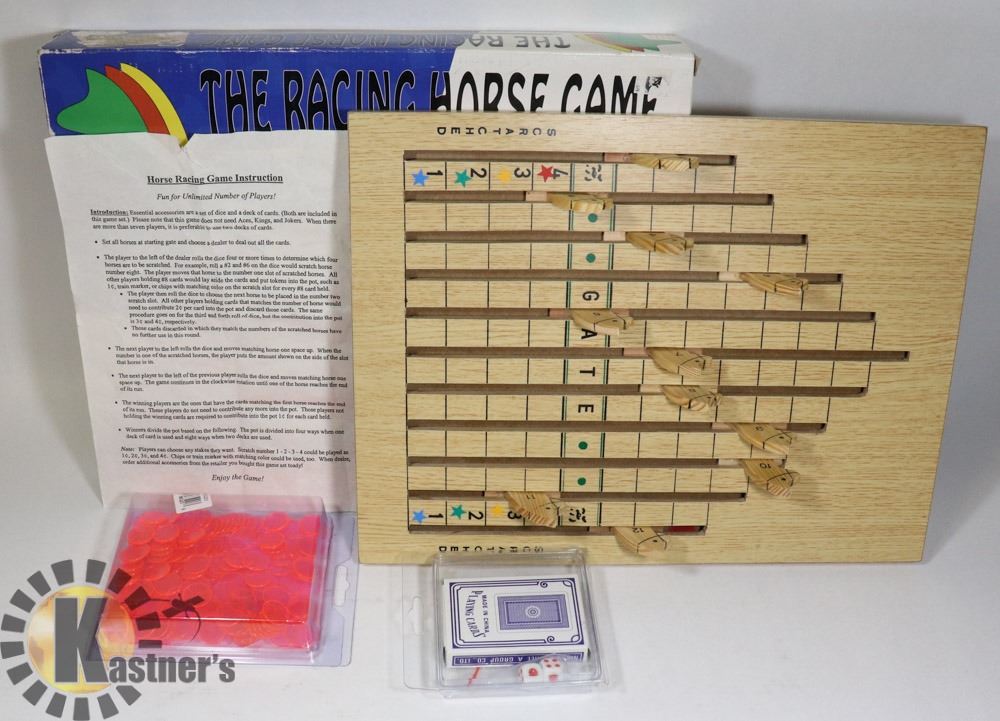 THE RACING HORSE GAME
THE RACING HORSE GAME
Horse Racing Game Instruction
Fun for Unlimited Number of Players!
Introduction: Essential accessories are a set of dice and a deck of cards. (Both are included in
this game set.) Please note that this game does not need Aces, Kings, and Jokers. When there
are more than seven players, it is preferable to use two decks of cards.
• Set all horses at starting gate and choose a dealer to deal out all the cards.
• The player to the left of the dealer rolls the dice four or more times to determine which four
horses are to be scratched. For example, roll a #2 and #6 on the dice would scratch horse
number eight. The player moves that horse to the number one slot of scratched horses. All
other players holding #8 cards would lay aside the cards and put tokens into the pot, such as
1¢, train marker, or chips with matching color on the scratch slot for every #8 card held.
• The player then roll the dice to choose the next horse to be placed in the number two
scratch slot. All other players holding cards that matches the number of horse would
need to contribute 2¢ per card into the pot and discard those cards. The same
procedure goes on for the third and forth roll of dice, but the contribution into the pot
is 3¢ and 4¢, respectively.
• Those cards discarded in which they match the numbers of the scratched horses have
no further use in this round.
• The next player to the left rolls the dice and moves matching horse one space up. When the
number is one of the scratched horses, the player puts the amount shown on the side of the slot
that horse is in.
• The next player to the left of the previous player rolls the dice and moves matching horse one
space up. The game continues in the clockwise rotation until one of the horse reaches the end
of its run.
• The winning players are the ones that have the cards matching the first horse reaches the end
of its run. These players do not need to contribute any more into the pot. Those players not
holding the winning cards are required to contribute into the pot 1¢ for each card held.
• Winners divide the pot based on the following. The pot is divided into four ways when one
deck of card is used and eight ways when two decks are used.
Note: Players can choose any stakes they want. Scratch number 1 - 2 - 3 - 4 could be played as
10, 20, 30, and 40. Chips or train marker with matching color could be used, too. When desire,
order additional accessories from the retailer you bought this game set toady!
Enjoy the Game!
SCRATCHED
1 2 3 4
GATE
1 2 3
SCRATCHED
7
10
11
12
MADE IN CHINA
PLAYING CARDS
A GROUP CO. LTD.
Kastner's